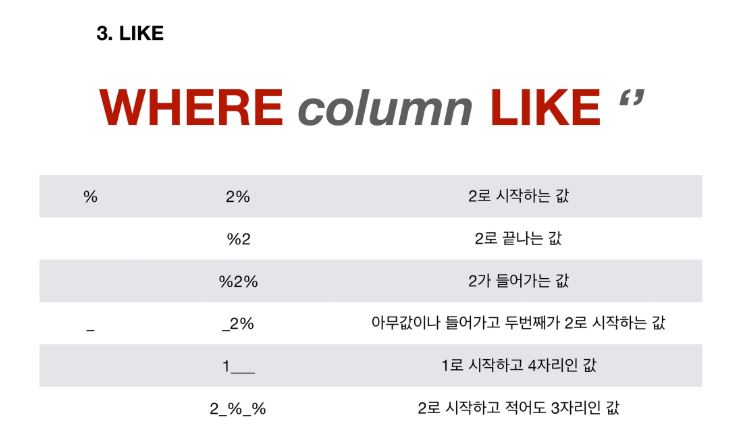 3. LIKE
WHERE column LIKE ‘’
% 2% 2로 시작하는 값
%2 2로 끝나는 값
%2% 2가 들어가는 값
_ _2% 아무값이나 들어가고 두번째가 2로 시작하는 값
1___ 1로 시작하고 4자리인 값
2_%_% 2로 시작하고 적어도 3자리인 값